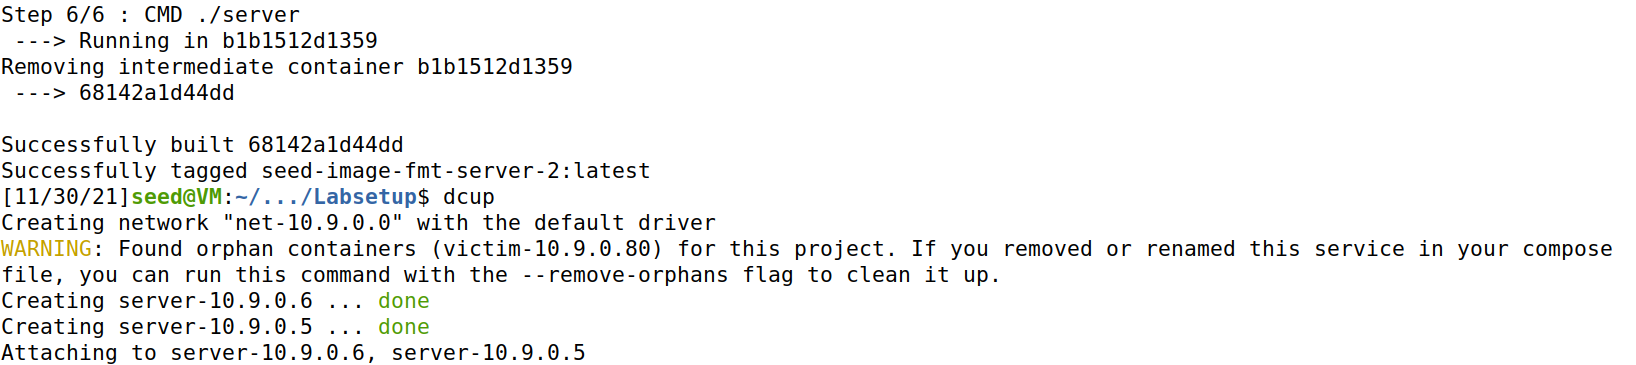 Step 6/6 : CMD ./server
 ---> Running in b1b1512d1359
Removing intermediate container b1b1512d1359
 ---> 68142a1d44dd

Successfully built 68142a1d44dd
Successfully tagged seed-image-fmt-server-2:latest
[11/30/21]seed@VM:~/.../Labsetup$ dcup
Creating network "net-10.9.0.0" with the default driver
WARNING: Found orphan containers (victim-10.9.0.80) for this project. If you removed or renamed this service in your compose
file, you can run this command with the --remove-orphans flag to clean it up.
Creating server-10.9.0.6 ... done
Creating server-10.9.0.5 ... done
Attaching to server-10.9.0.6, server-10.9.0.5